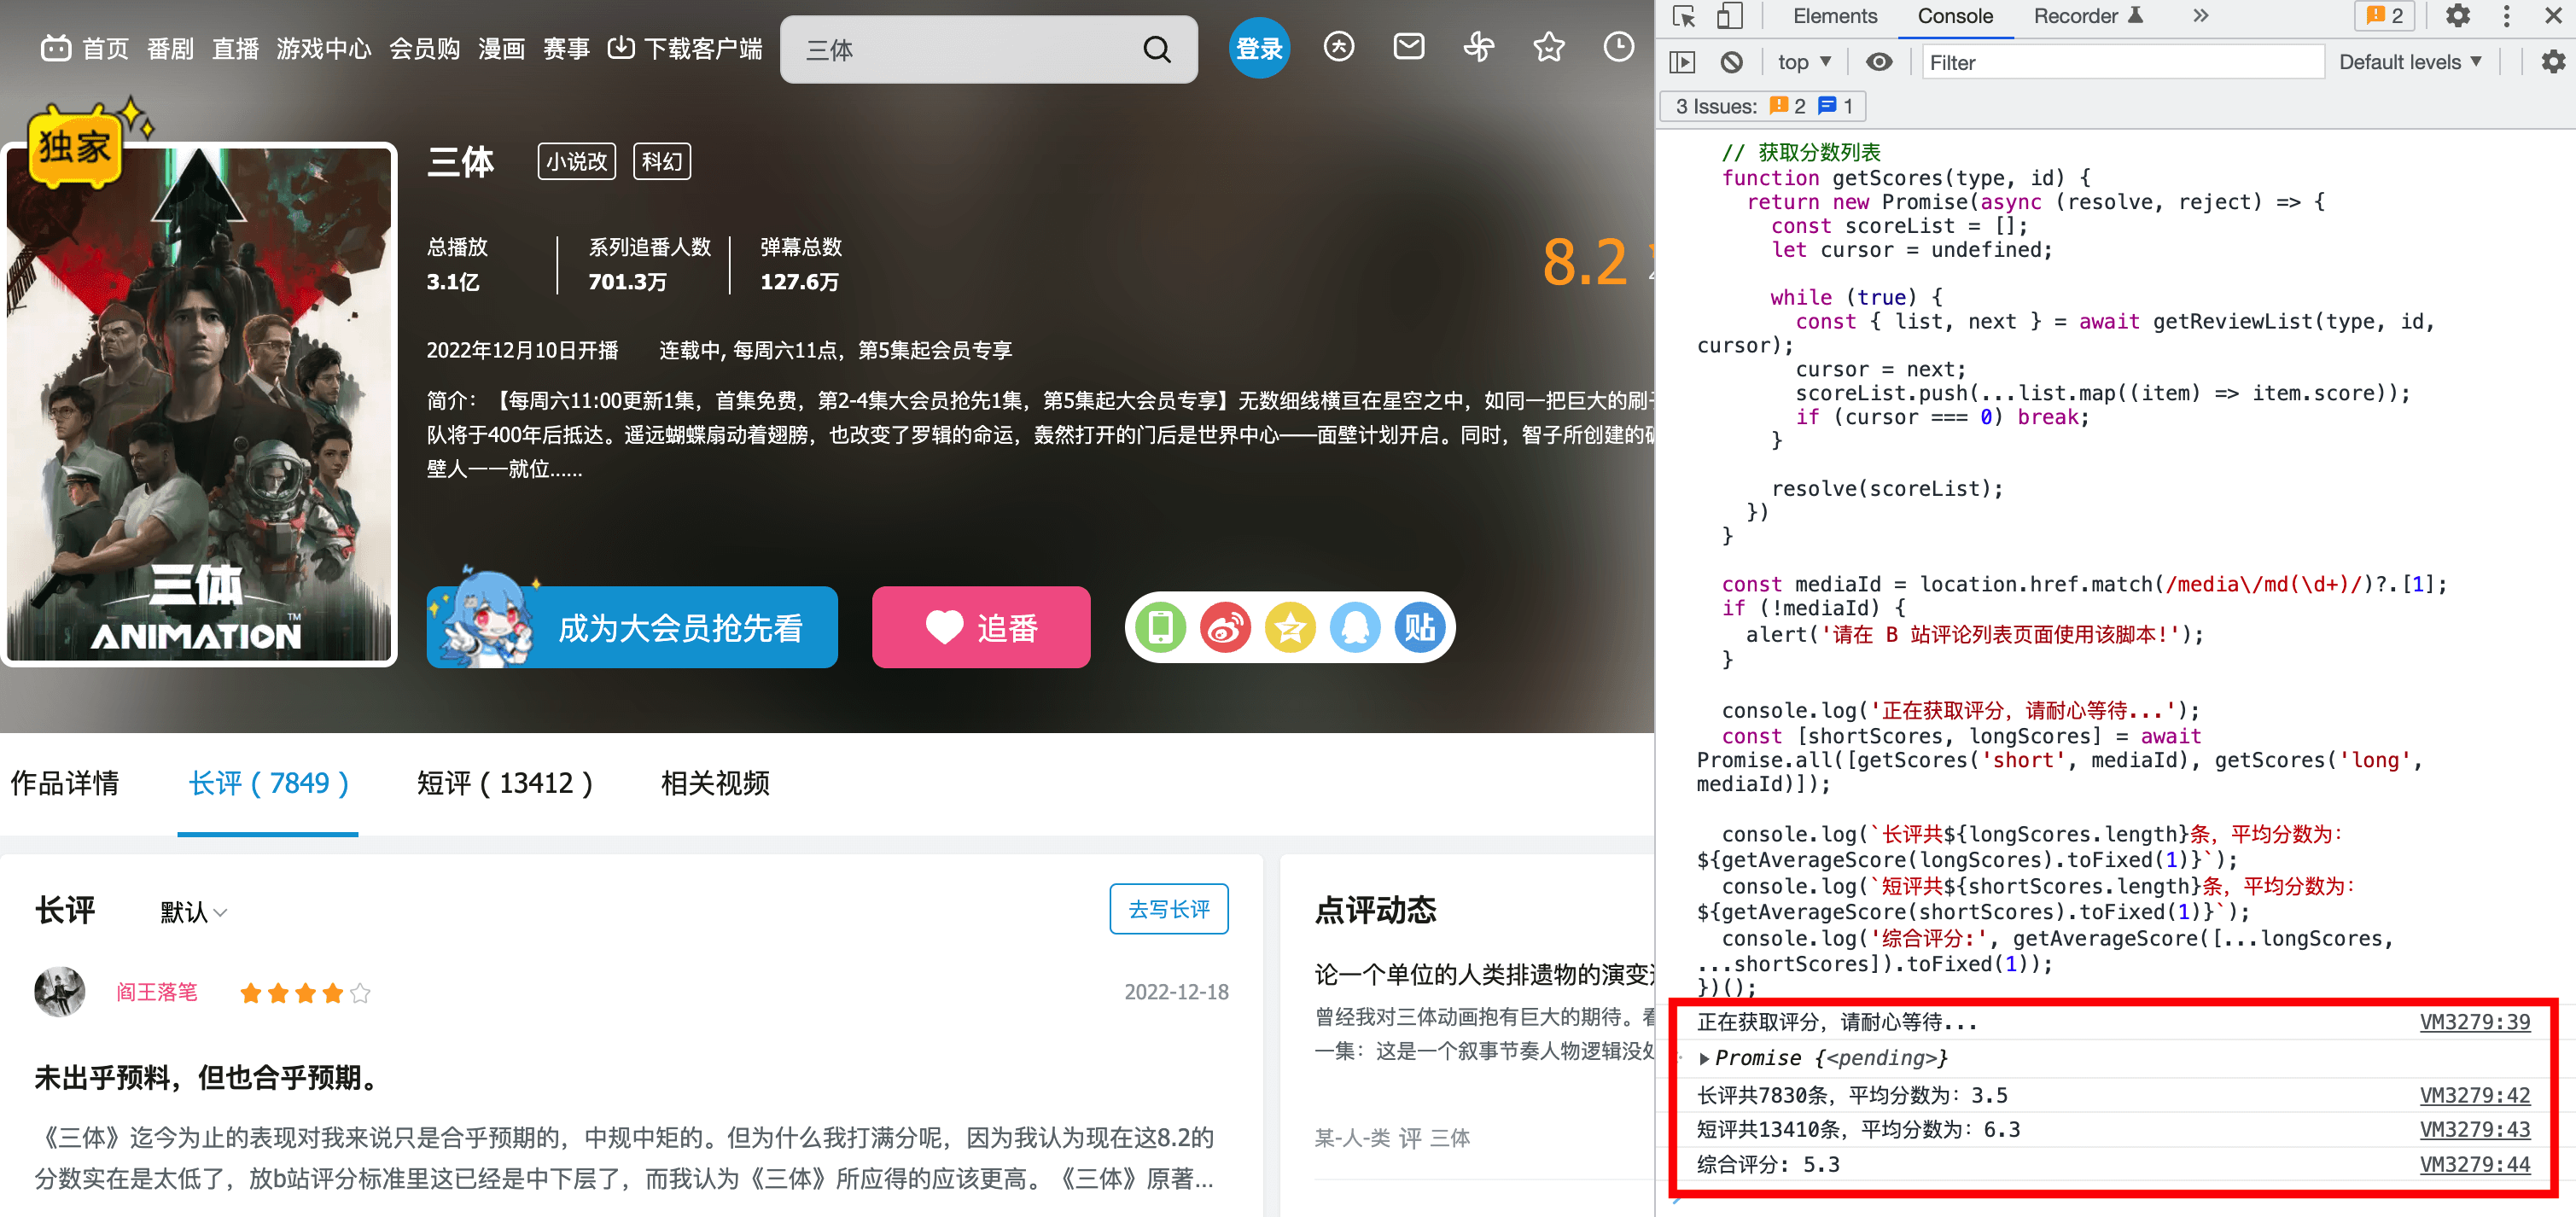 首页 番剧 直播 游戏中心 会员购 漫画 赛事 下载客户端
三体
登录
独家
三体
ANIMATION
TM
三体 小说改 科幻
总播放 系列追番人数 弹幕总数
3.1亿 701.3万 127.6万
8.2
2022年12月10日开播 连载中, 每周六11点，第5集起会员专享
简介：【每周六11:00更新1集，首集免费，第2-4集大会员抢先1集，第5集起大会员专享】无数细线横亘在星空之中，如同一把巨大的刷
队将于400年后抵达。遥远蝴蝶扇动着翅膀，也改变了罗辑的命运，轰然打开的门后是世界中心——面壁计划开启。同时，智子所创建的
壁人一一就位……
成为大会员抢先看
追番
贴
作品详情 长评 ( 7849 ) 短评 ( 13412 ) 相关视频
长评 默认
去写长评
阎王落笔
2022-12-18
未出乎预料，但也合乎预期。
《三体》迄今为止的表现对我来说只是合乎预期的，中规中矩的。但为什么我打满分呢，因为我认为现在这8.2的
分数实在是太低了，放b站评分标准里这已经是中下层了，而我认为《三体》所应得的应该更高。《三体》原著...
点评动态
论一个单位的人类排遗物的演变
曾经我对三体动画抱有巨大的期待。
一集：这是一个叙事节奏人物逻辑没
某-人-类 评 三体
Elements Console Recorder 2
top Filter Default levels
3 Issues: 2 1
// 获取分数列表
function getScores(type, id) {
return new Promise(async (resolve, reject) => {
const scoreList = [];
let cursor = undefined;
while (true) {
const { list, next } = await getReviewList(type, id,
cursor);
cursor = next;
scoreList.push(...list.map((item) => item.score));
if (cursor === 0) break;
}
resolve(scoreList);
})
}
const mediaId = location.href.match(/media\/md(\d+)/)?.[1];
if (!mediaId) {
alert('请在 B 站评论列表页面使用该脚本!');
}
console.log('正在获取评分，请耐心等待...');
const [shortScores, longScores] = await
Promise.all([getScores('short', mediaId), getScores('long',
mediaId)]);
console.log(`长评共${longScores.length}条，平均分数为：
${getAverageScore(longScores).toFixed(1)}`);
console.log(`短评共${shortScores.length}条，平均分数为：
${getAverageScore(shortScores).toFixed(1)}`);
console.log('综合评分:', getAverageScore([...longScores,
...shortScores]).toFixed(1));
})();
正在获取评分，请耐心等待... VM3279:39
Promise {<pending>}
长评共7830条，平均分数为：3.5 VM3279:42
短评共13410条，平均分数为：6.3 VM3279:43
综合评分: 5.3 VM3279:44